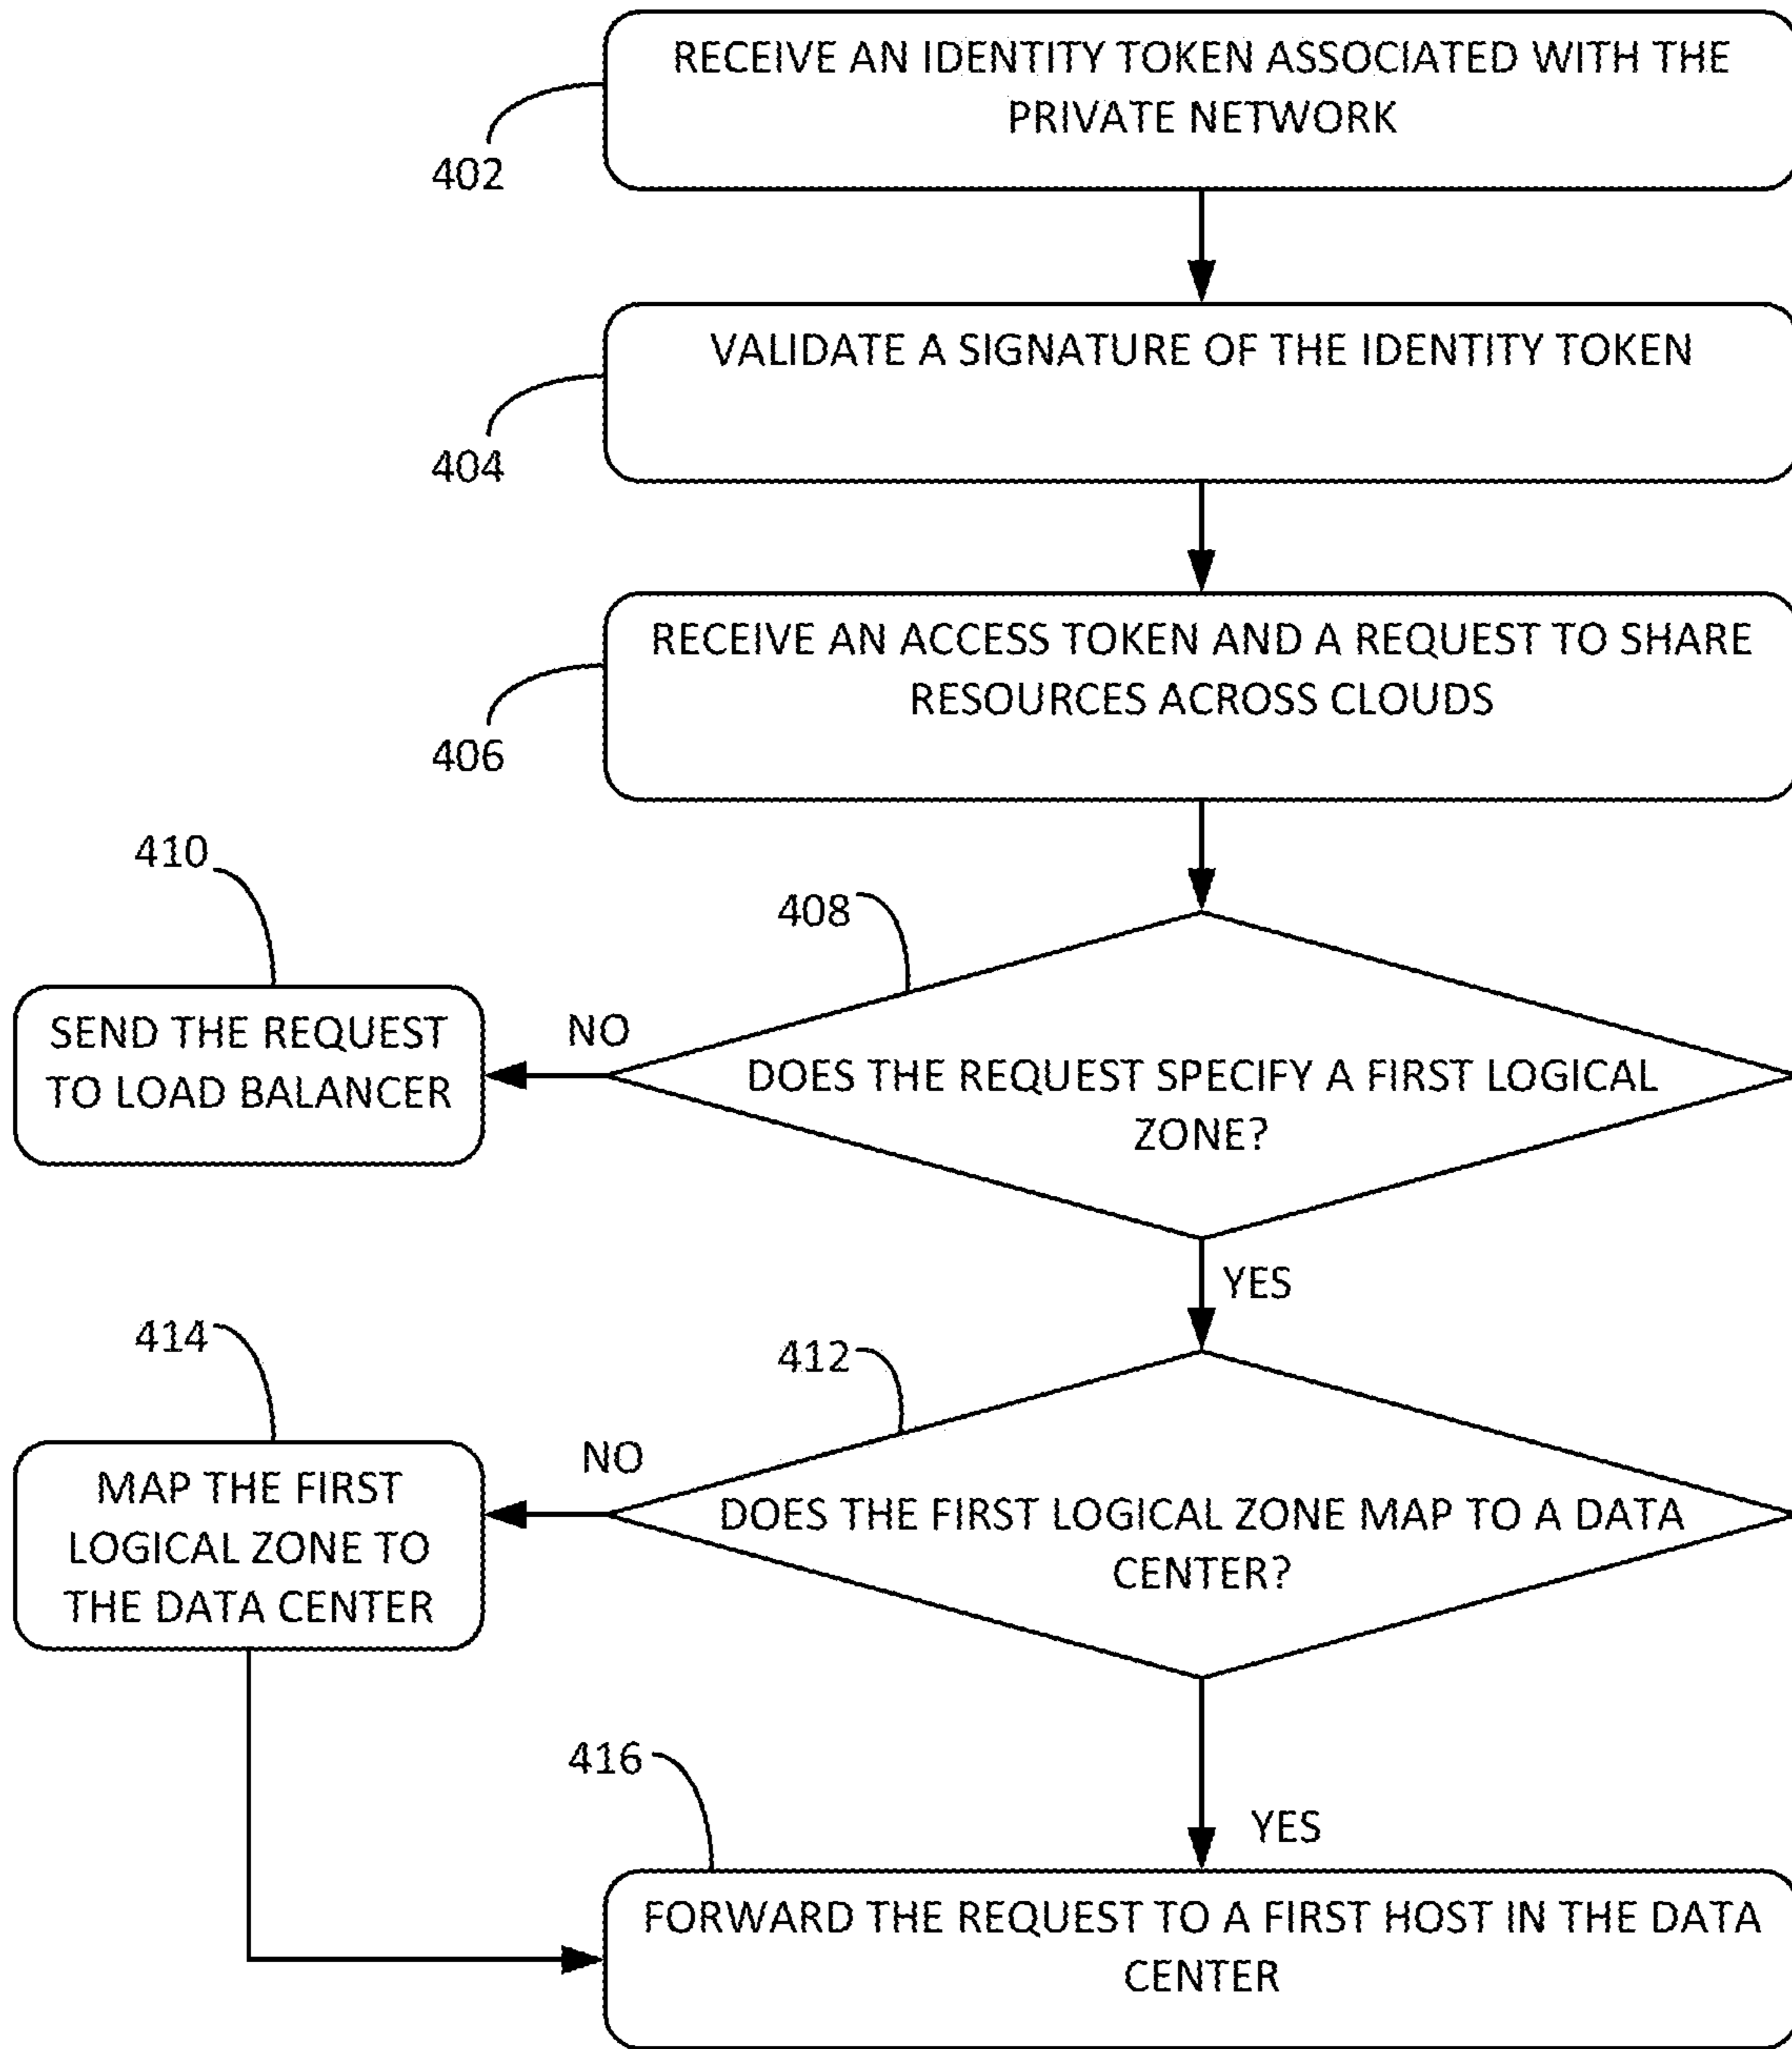 RECEIVE AN IDENTITY TOKEN ASSOCIATED WITH THE
PRIVATE NETWORK
402
VALIDATE A SIGNATURE OF THE IDENTITY TOKEN
404
RECEIVE AN ACCESS TOKEN AND A REQUEST TO SHARE
RESOURCES ACROSS CLOUDS
406
410
408
SEND THE REQUEST
TO LOAD BALANCER
NO
DOES THE REQUEST SPECIFY A FIRST LOGICAL
ZONE?
YES
414
412
MAP THE FIRST
LOGICAL ZONE TO
THE DATA CENTER
NO
DOES THE FIRST LOGICAL ZONE MAP TO A DATA
CENTER?
416
YES
FORWARD THE REQUEST TO A FIRST HOST IN THE DATA
CENTER